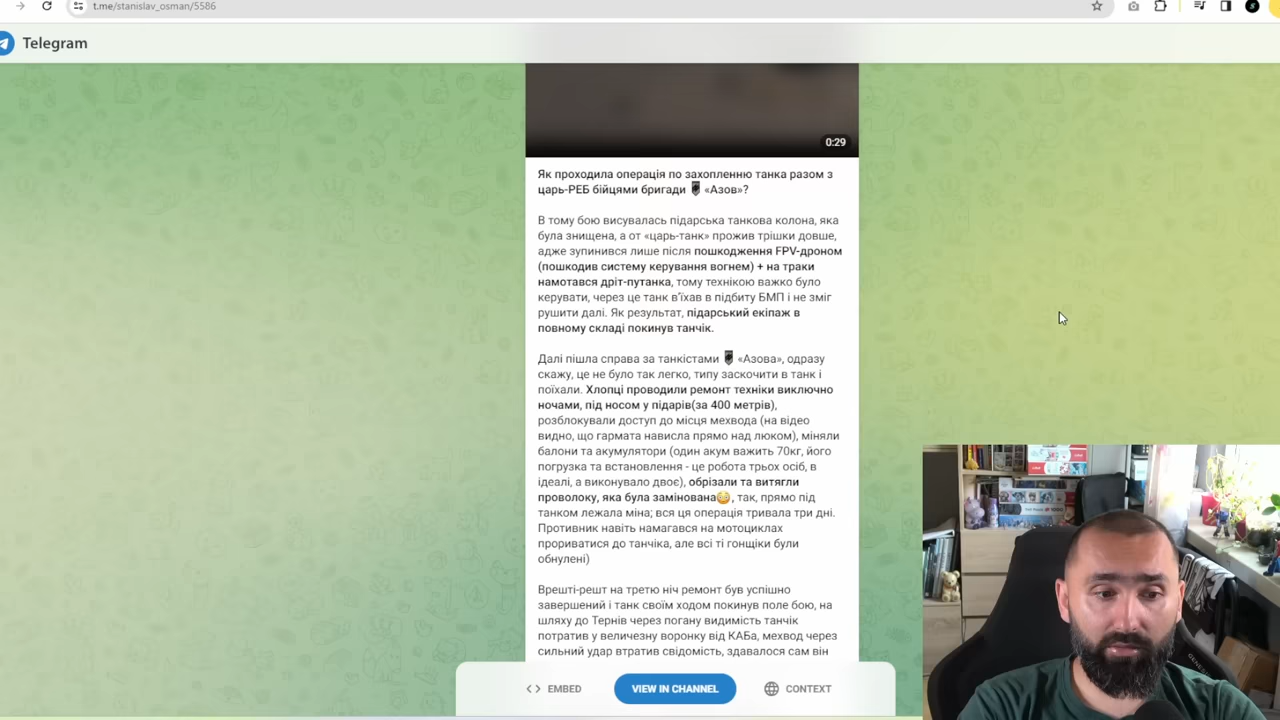 t.me/stanislav_osman/5586
Telegram
0:29
Як проходила операція по захопленню танка разом з
царь-РЕБ бійцями бригади «Азов»?
В тому бою висувалась підарська танкова колона, яка
була знищена, а от «царь-танк» прожив трішки довше,
адже зупинився лише після пошкодження FPV-дроном
(пошкодив систему керування вогнем) + на траки
намотався дріт-путанка, тому технікою важко було
керувати, через це танк в'їхав в підбиту БМП і не зміг
рушити далі. Як результат, підарський екіпаж в
повному складі покинув танчік.
Далі пішла справа за танкістами «Азова», одразу
скажу, це не було так легко, типу заскочити в танк і
поїхали. Хлопці проводили ремонт техніки виключно
ночами, під носом у підарів(за 400 метрів),
розблокували доступ до місця мехвода (на відео
видно, що гармата нависла прямо над люком), міняли
балони та акумулятори (один акум важить 70кг, його
погрузка та встановлення - це робота трьох осіб, в
ідеалі, а виконувало двоє), обрізали та витягли
проволоку, яка була замінована😳, так, прямо під
танком лежала міна; вся ця операція тривала три дні.
Противник навіть намагався на мотоциклах
прориватися до танчіка, але всі ті гонщіки були
обнулені)
Врешті-решт на третю ніч ремонт був успішно
завершений і танк своїм ходом покинув поле бою, на
шляху до Тернів через погану видимість танчік
потратив у величезну воронку від КАБа, мехвод через
сильний удар втратив свідомість, здавалося сам він
EMBED
VIEW IN CHANNEL
CONTEXT